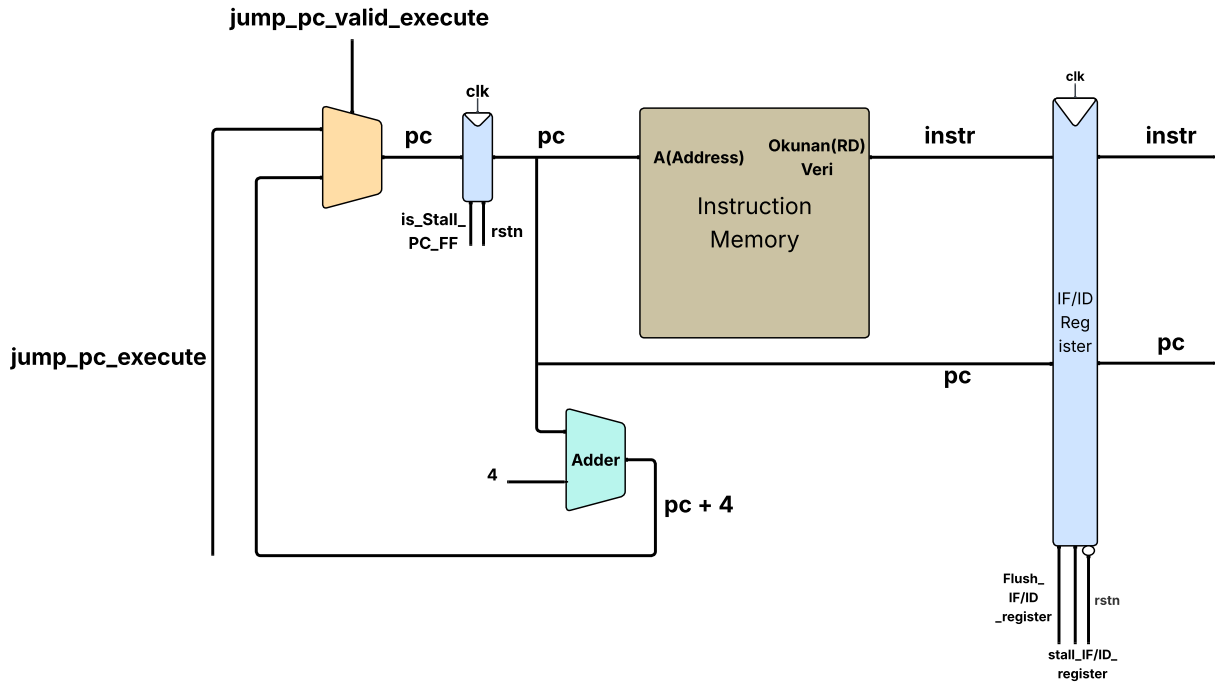 jump_pc_valid_execute
clk
clk
pc
pc
A(Address)
Okunan(RD)
Veri
instr
instr
Instruction
Memory
is_Stall_
PC_FF
rstn
IF/ID
Reg
ister
jump_pc_execute
pc
pc
Adder
4
pc + 4
Flush_
IF/ID
_register
rstn
stall_IF/ID_
register